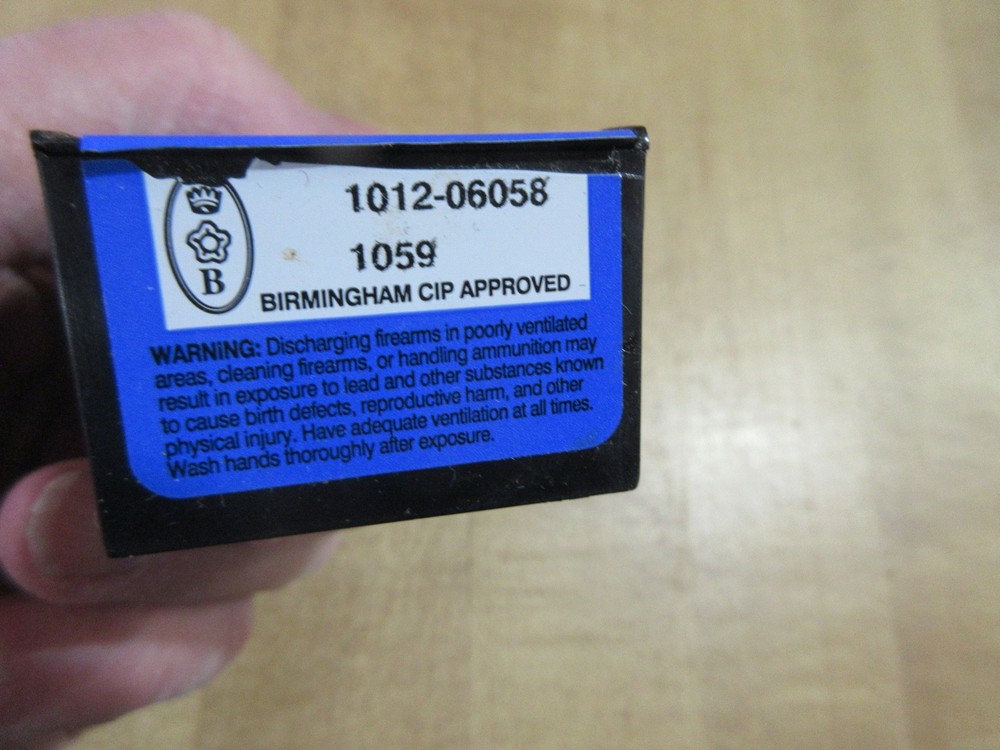 1012-06058
1059
B
BIRMINGHAM CIP APPROVED
WARNING: Discharging firearms in poorly ventilated
areas, cleaning firearms, or handling ammunition may
result in exposure to lead and other substances known
to cause birth defects, reproductive harm, and other
physical injury. Have adequate ventilation at all times.
Wash hands thoroughly after exposure.